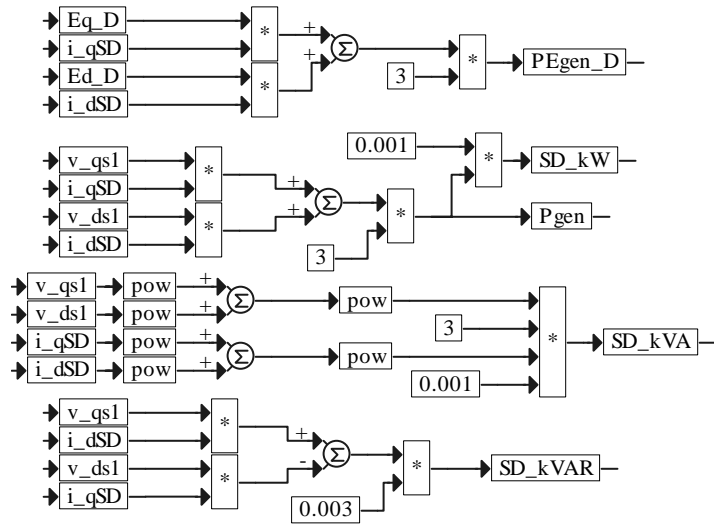 Eq_D
i_qSD
Ed_D
i_dSD
*
*
+
+
Σ
3
*
PEgen_D
v_qs1
i_qSD
v_ds1
i_dSD
*
*
+
+
Σ
3
*
0.001
*
SD_kW
Pgen
v_qs1 pow
v_ds1 pow
i_qSD pow
i_dSD pow
+
+
Σ
+
+
Σ
pow
3
pow
0.001
*
SD_kVA
v_qs1
i_dSD
v_ds1
i_qSD
*
*
+
-
Σ
0.003
*
SD_kVAR